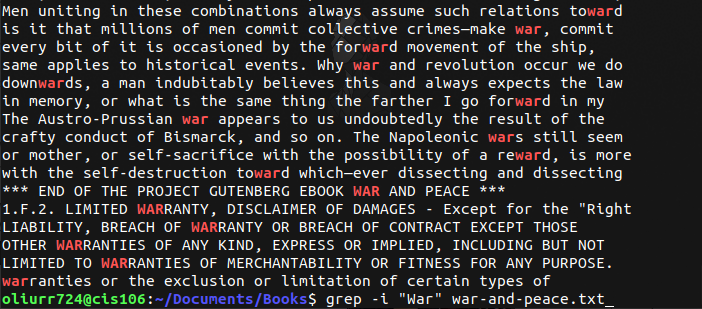 Men uniting in these combinations always assume such relations toward
is it that millions of men commit collective crimes—make war, commit
every bit of it is occasioned by the forward movement of the ship,
same applies to historical events. Why war and revolution occur we do
downwards, a man indubitably believes this and always expects the law
in memory, or what is the same thing the farther I go forward in my
The Austro-Prussian war appears to us undoubtedly the result of the
crafty conduct of Bismarck, and so on. The Napoleonic wars still seem
or mother, or self-sacrifice with the possibility of a reward, is more
with the self-destruction toward which—ever dissecting and dissecting
*** END OF THE PROJECT GUTENBERG EBOOK WAR AND PEACE ***
1.F.2. LIMITED WARRANTY, DISCLAIMER OF DAMAGES - Except for the "Right
LIABILITY, BREACH OF WARRANTY OR BREACH OF CONTRACT EXCEPT THOSE
OTHER WARRANTIES OF ANY KIND, EXPRESS OR IMPLIED, INCLUDING BUT NOT
LIMITED TO WARRANTIES OF MERCHANTABILITY OR FITNESS FOR ANY PURPOSE.
warranties or the exclusion or limitation of certain types of
oliurr724@cis106:~/Documents/Books$ grep -i "War" war-and-peace.txt_